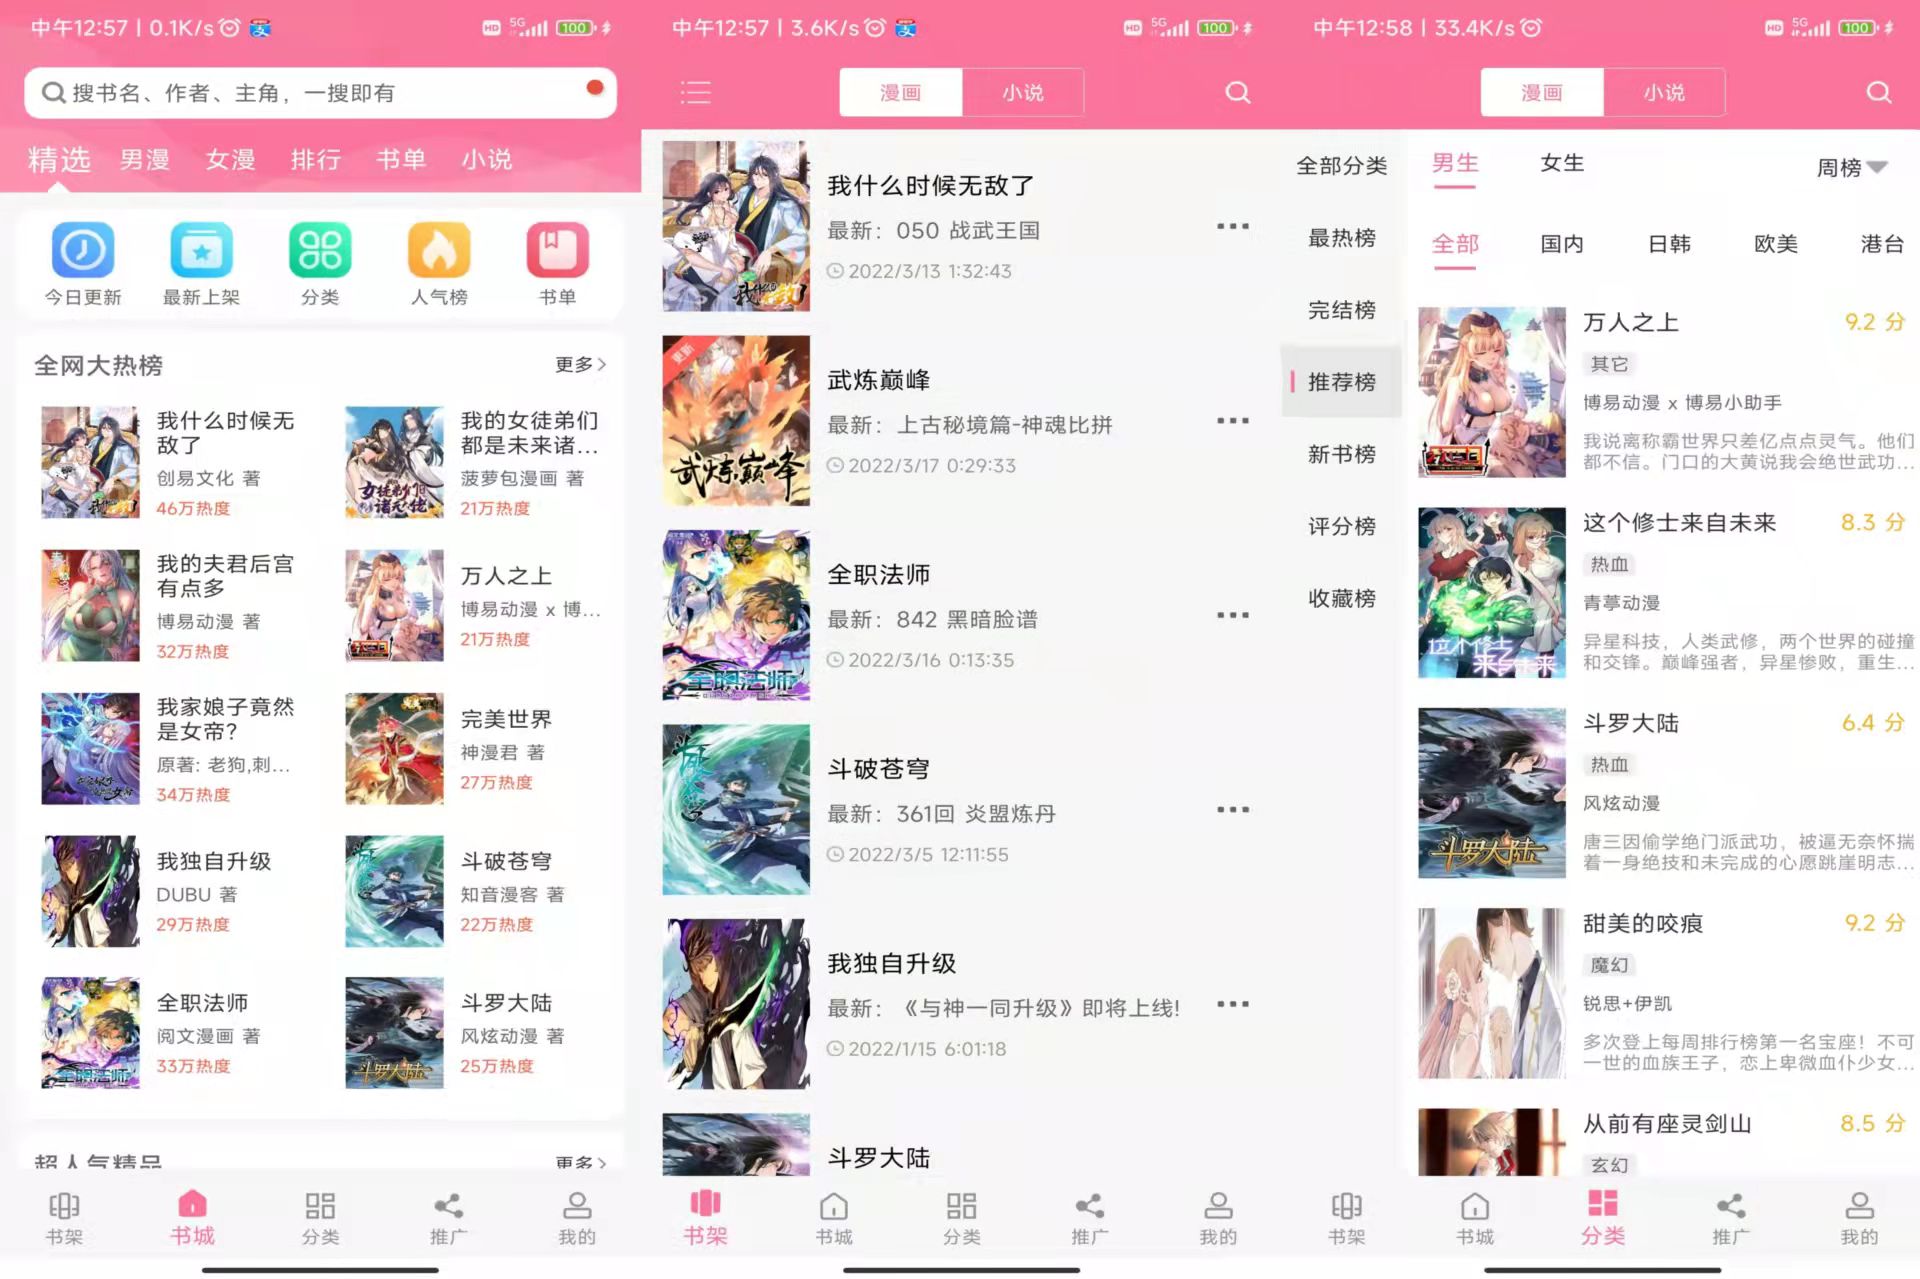 中午12:57 | 0.1K/s
HD 5G 100
搜书名、作者、主角，一搜即有
精选 男漫 女漫 排行 书单 小说
今日更新 最新上架 分类 人气榜 书单
全网大热榜 更多
我什么时候无
敌了
创易文化 著
46万热度
我的女徒弟们
都是未来诸...
菠萝包漫画 著
21万热度
我的夫君后宫
有点多
博易动漫 著
32万热度
万人之上
博易动漫 x 博...
21万热度
我家娘子竟然
是女帝?
原著: 老狗,刺...
34万热度
完美世界
神漫君 著
27万热度
我独自升级
DUBU 著
29万热度
斗破苍穹
知音漫客 著
22万热度
全职法师
阅文漫画 著
33万热度
斗罗大陆
风炫动漫 著
25万热度
超人气精品 更多
书架 书城 分类 推广 我的
中午12:57 | 3.6K/s
HD 5G 100
漫画 小说
我什么时候无敌了
最新：050 战武王国
2022/3/13 1:32:43
更新
武炼巅峰
武炼巅峰
最新：上古秘境篇-神魂比拼
2022/3/17 0:29:33
全职法师
全职法师
最新：842 黑暗脸谱
2022/3/16 0:13:35
斗破苍穹
最新：361回 炎盟炼丹
2022/3/5 12:11:55
我独自升级
最新：《与神一同升级》即将上线!
2022/1/15 6:01:18
斗罗大陆
书架 书城 分类 推广 我的
中午12:58 | 33.4K/s
HD 5G 100
漫画 小说
全部分类
最热榜
完结榜
推荐榜
新书榜
评分榜
收藏榜
男生 女生 周榜
全部 国内 日韩 欧美 港台
万人之上 9.2 分
其它
博易动漫 x 博易小助手
我说离称霸世界只差亿点点灵气。他们
都不信。门口的大黄说我会绝世武功...
这个修士来自未来 8.3 分
热血
青葶动漫
异星科技，人类武修，两个世界的碰撞
和交锋。巅峰强者，异星惨败，重生...
斗罗大陆
斗罗大陆 6.4 分
热血
风炫动漫
唐三因偷学绝门派武功，被逼无奈怀揣
着一身绝技和未完成的心愿跳崖明志...
甜美的咬痕 9.2 分
魔幻
锐思+伊凯
多次登上每周排行榜第一名宝座！不可
一世的血族王子，恋上卑微血仆少女...
从前有座灵剑山 8.5 分
玄幻
书架 书城 分类 推广 我的